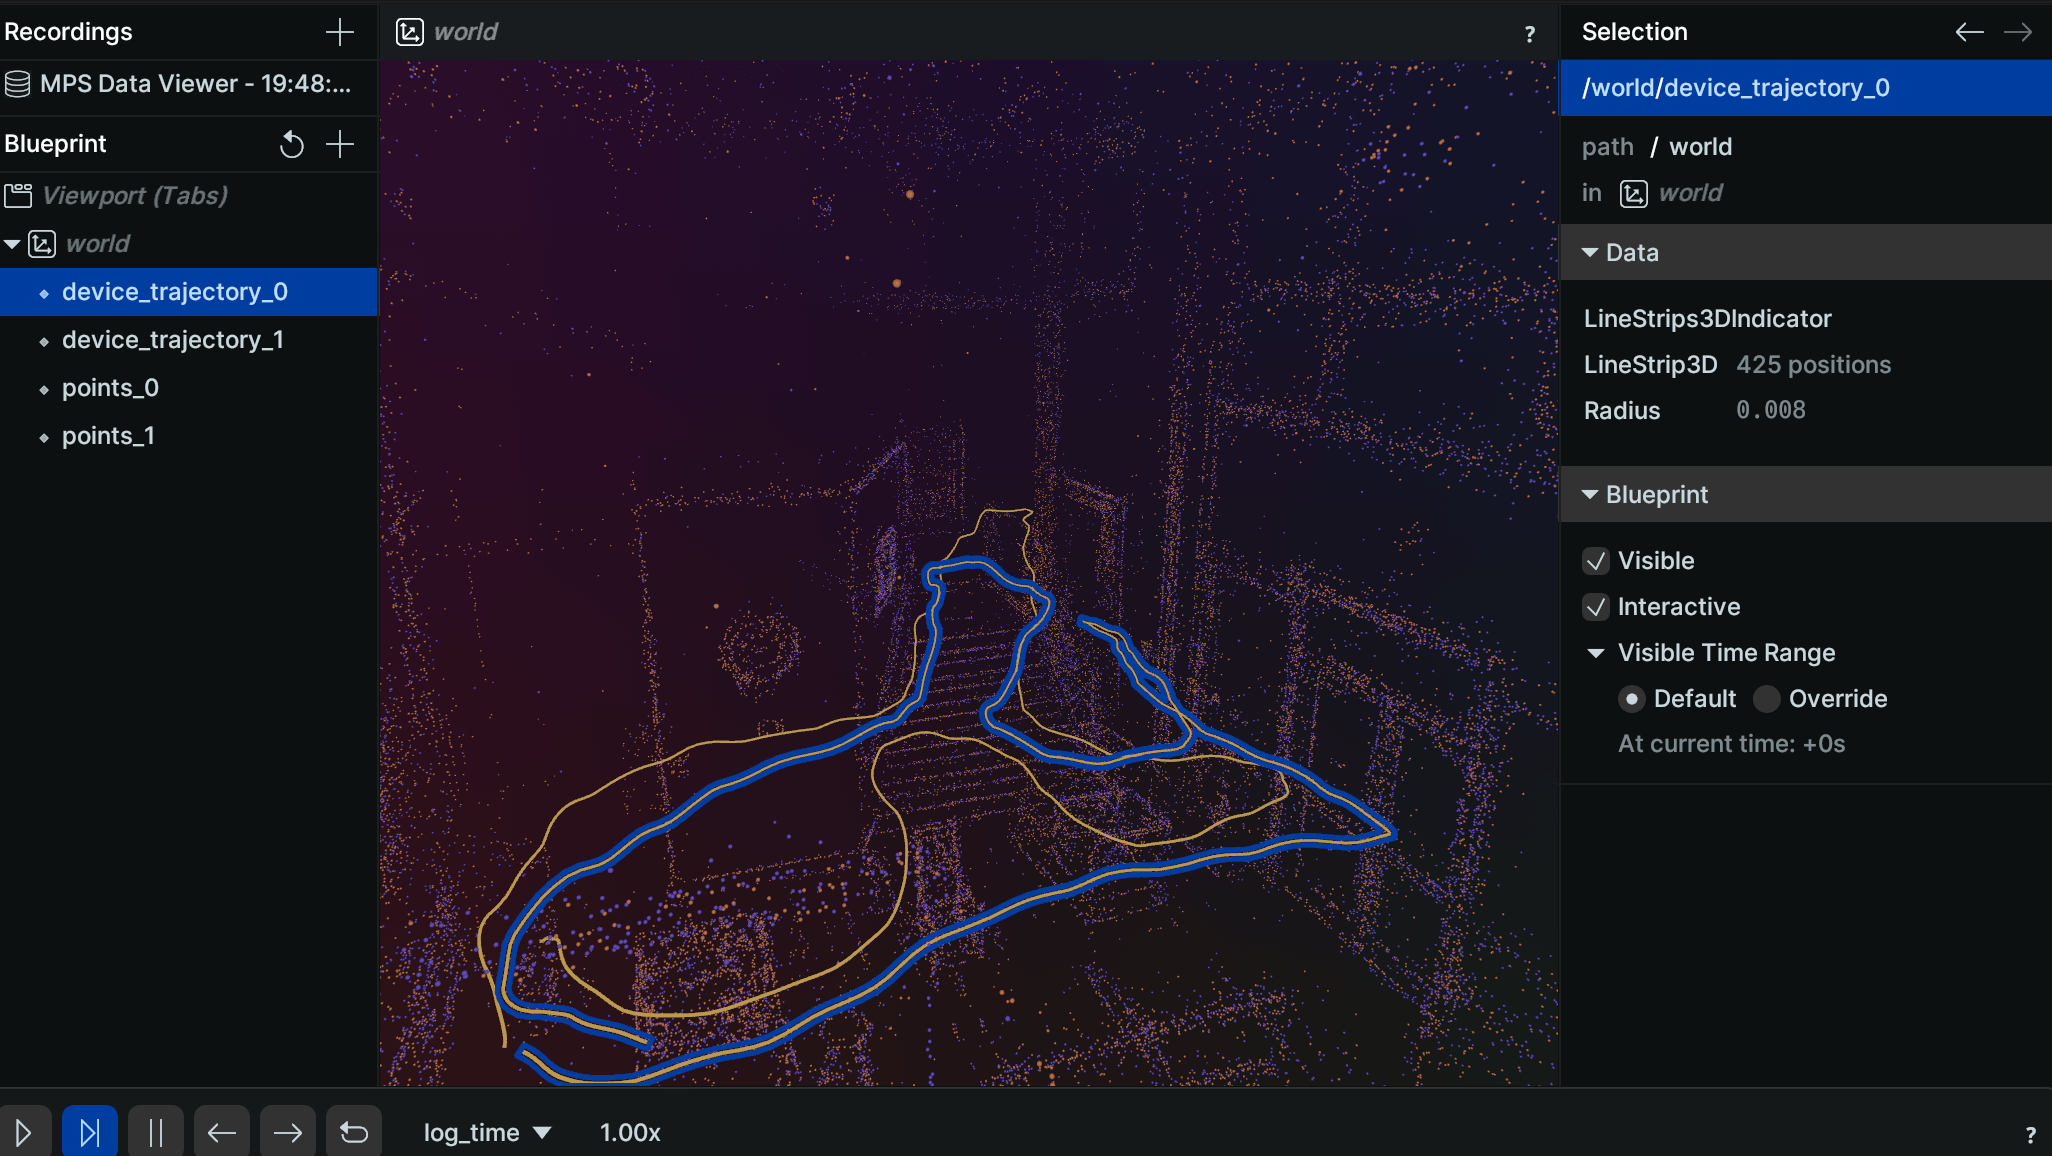 Recordings
MPS Data Viewer - 19:48:...
Blueprint
Viewport (Tabs)
world
device_trajectory_0
device_trajectory_1
points_0
points_1
world
?
Selection
/world/device_trajectory_0
path / world
in world
Data
LineStrips3DIndicator
LineStrip3D 425 positions
Radius 0.008
Blueprint
Visible
Interactive
Visible Time Range
Default Override
At current time: +0s
log_time 1.00x
?